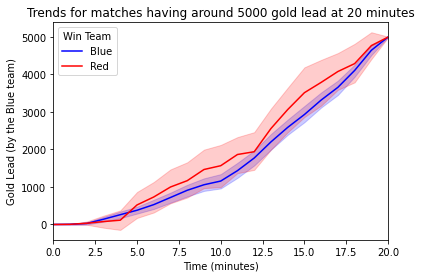 Trends for matches having around 5000 gold lead at 20 minutes
Win Team
Blue
Red
Gold Lead (by the Blue team)
5000
4000
3000
2000
1000
0
0.0 2.5 5.0 7.5 10.0 12.5 15.0 17.5 20.0
Time (minutes)